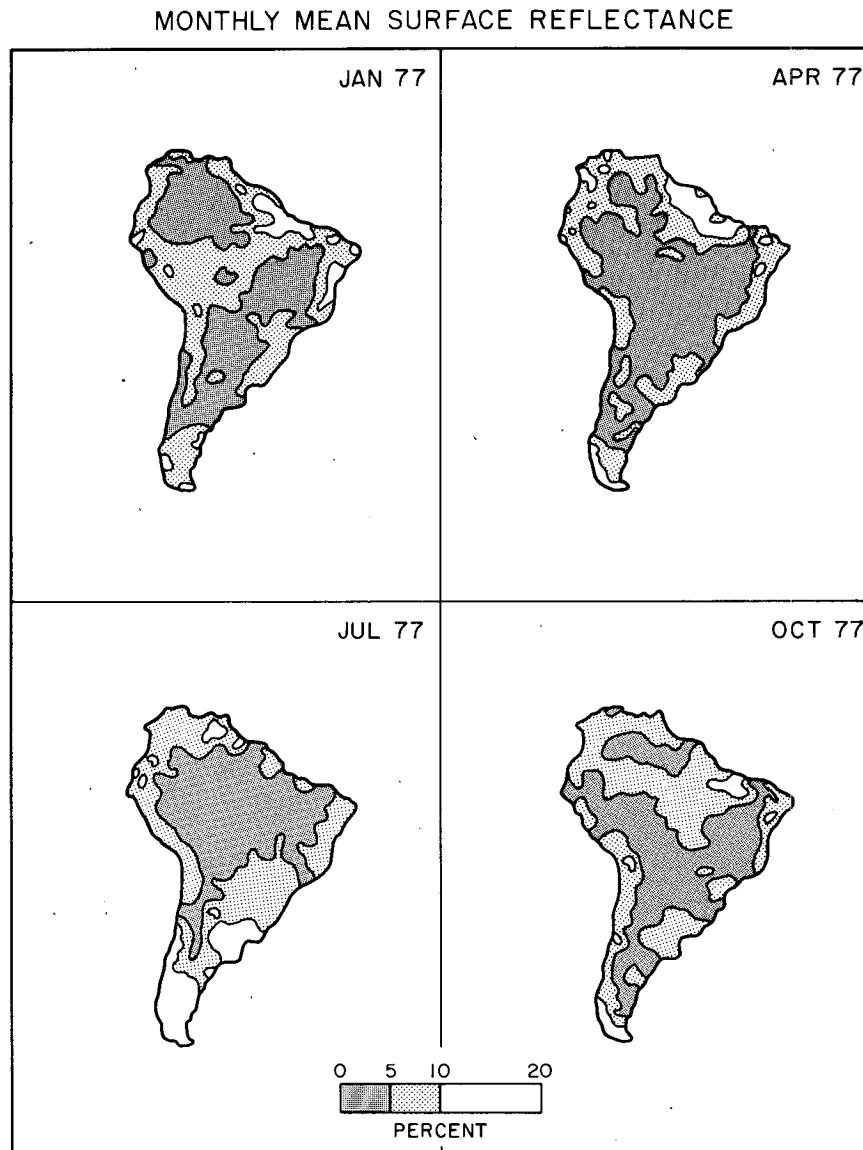 MONTHLY MEAN SURFACE REFLECTANCE
JAN 77
APR 77
JUL 77
OCT 77
0 5 10 20
PERCENT